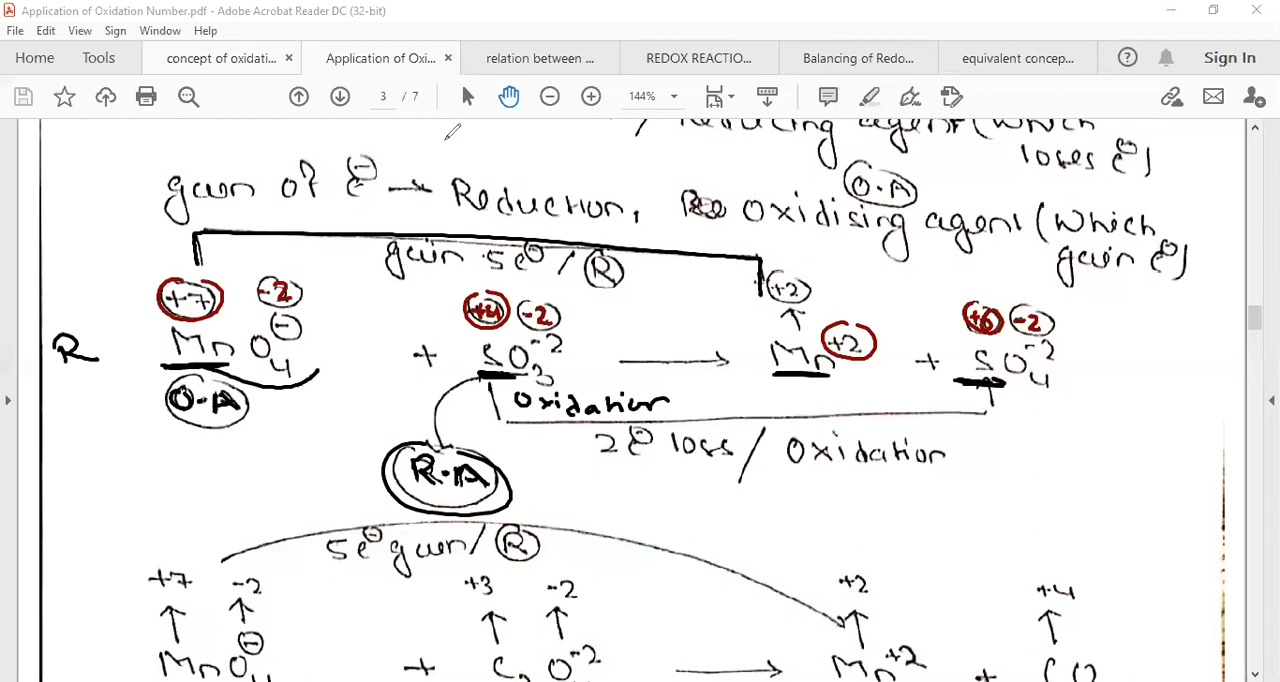 Application of Oxidation Number.pdf - Adobe Acrobat Reader DC (32-bit)
File Edit View Sign Window Help
Home Tools concept of oxidati... × Application of Oxi... × relation between ... REDOX REACTIO... Balancing of Redo... equivalent concep... Sign In
3 / 7 144%
/ Reducing agent (which
loses e⊖)
O.A
gain of e⊖ → Reduction, oxidising agent (which
gain e⊖)
gain 5e⊖ / R
+7 -2 +4 -2 +2 +6 -2
R MnO4⊖ + SO3-2 → Mn+2 + SO4-2
O.A oxidation
2e⊖ loss / Oxidation
R.A
5e⊖ gain / R
+7 -2 +3 -2 +2 +4
MnO4⊖ + C2O-2 → Mn+2 + CO